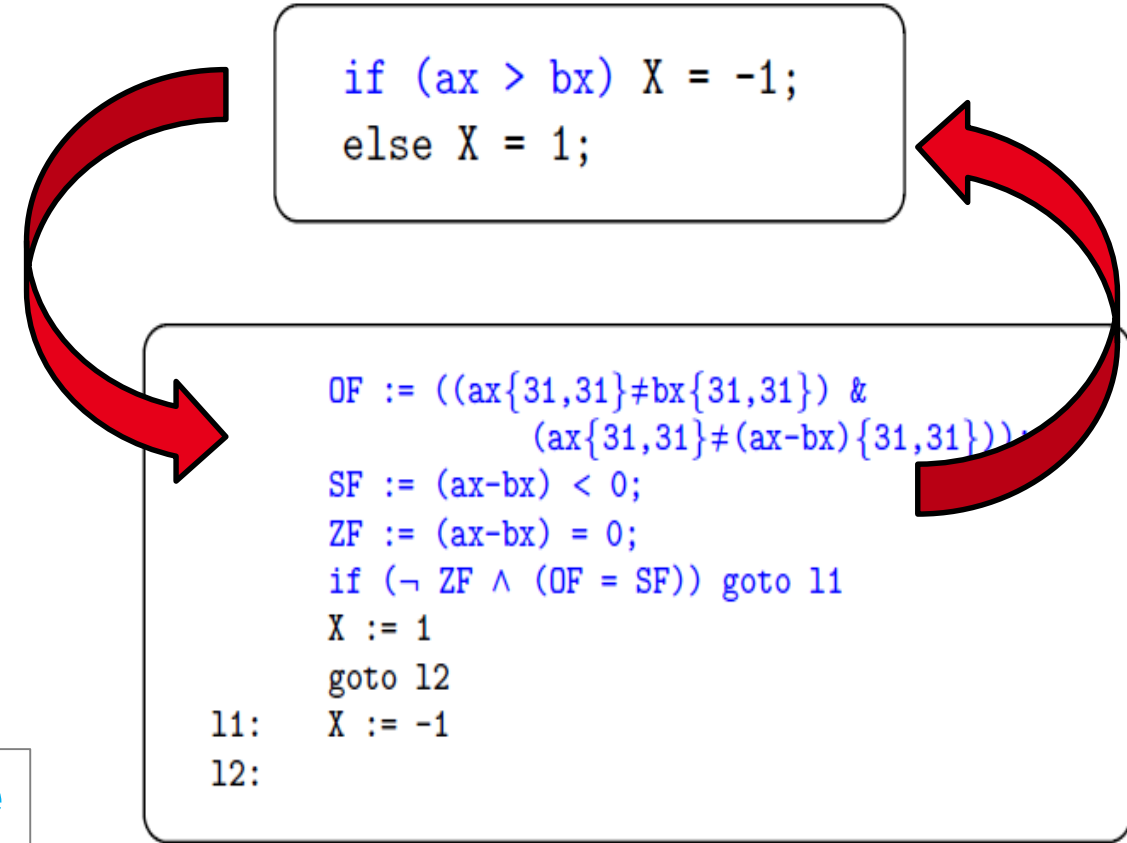 if (ax > bx) X = -1;
else X = 1;
OF := ((ax{31,31}≠bx{31,31}) &
(ax{31,31}≠(ax-bx){31,31}));
SF := (ax-bx) < 0;
ZF := (ax-bx) = 0;
if (¬ ZF ∧ (OF = SF)) goto l1
X := 1
goto l2
l1: X := -1
l2: